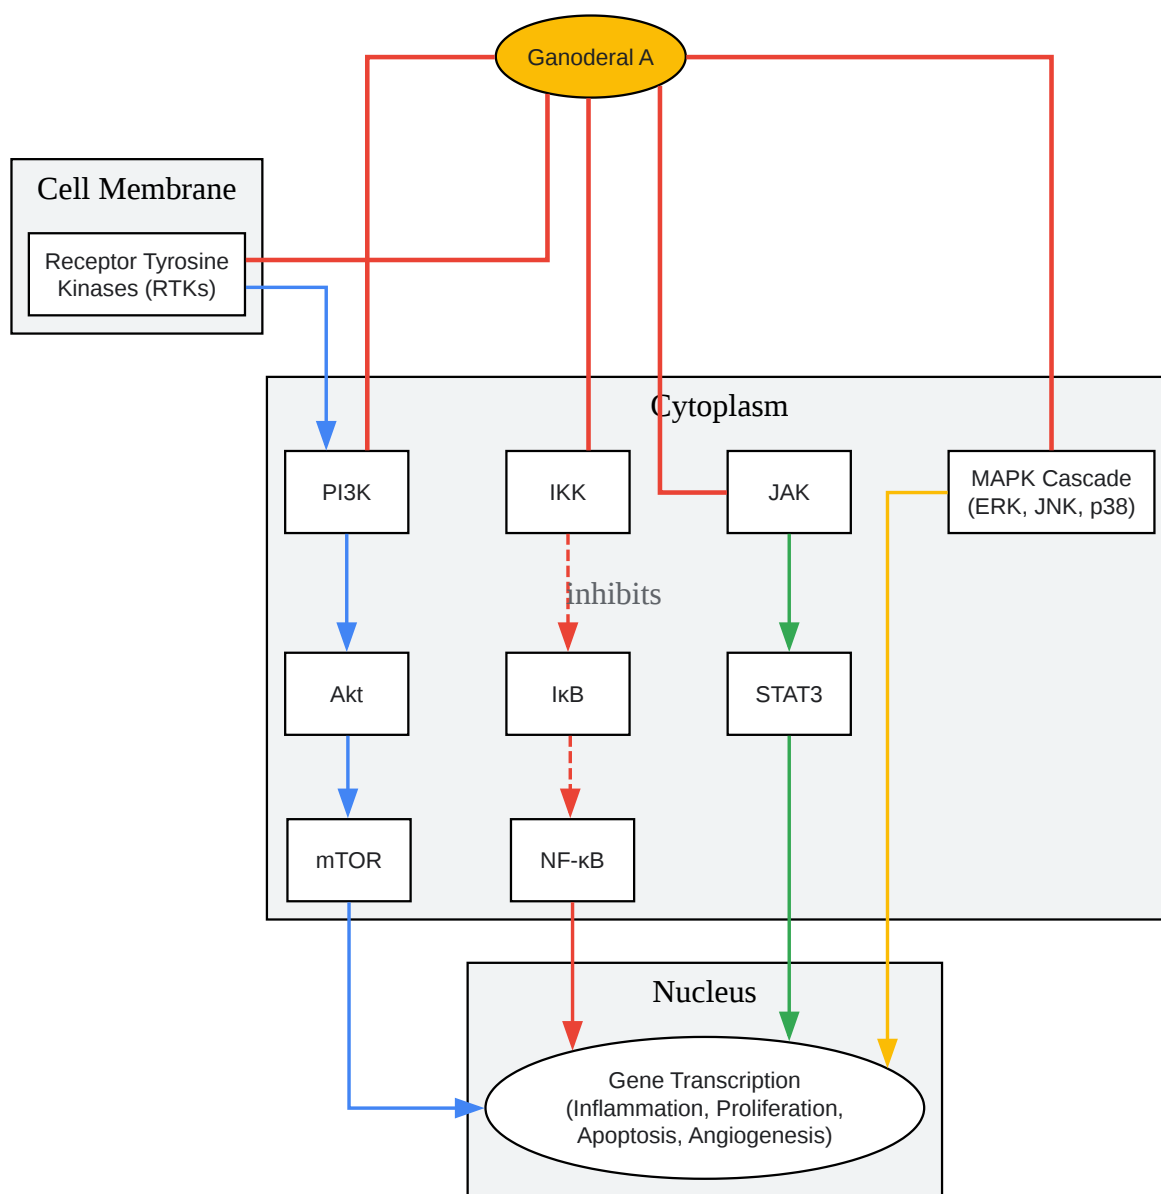 Ganoderal A
Cell Membrane
Receptor Tyrosine
Kinases (RTKs)
Cytoplasm
PI3K
IKK
JAK
MAPK Cascade
(ERK, JNK, p38)
inhibits
Akt
IκB
STAT3
mTOR
NF-κB
Nucleus
Gene Transcription
(Inflammation, Proliferation,
Apoptosis, Angiogenesis)